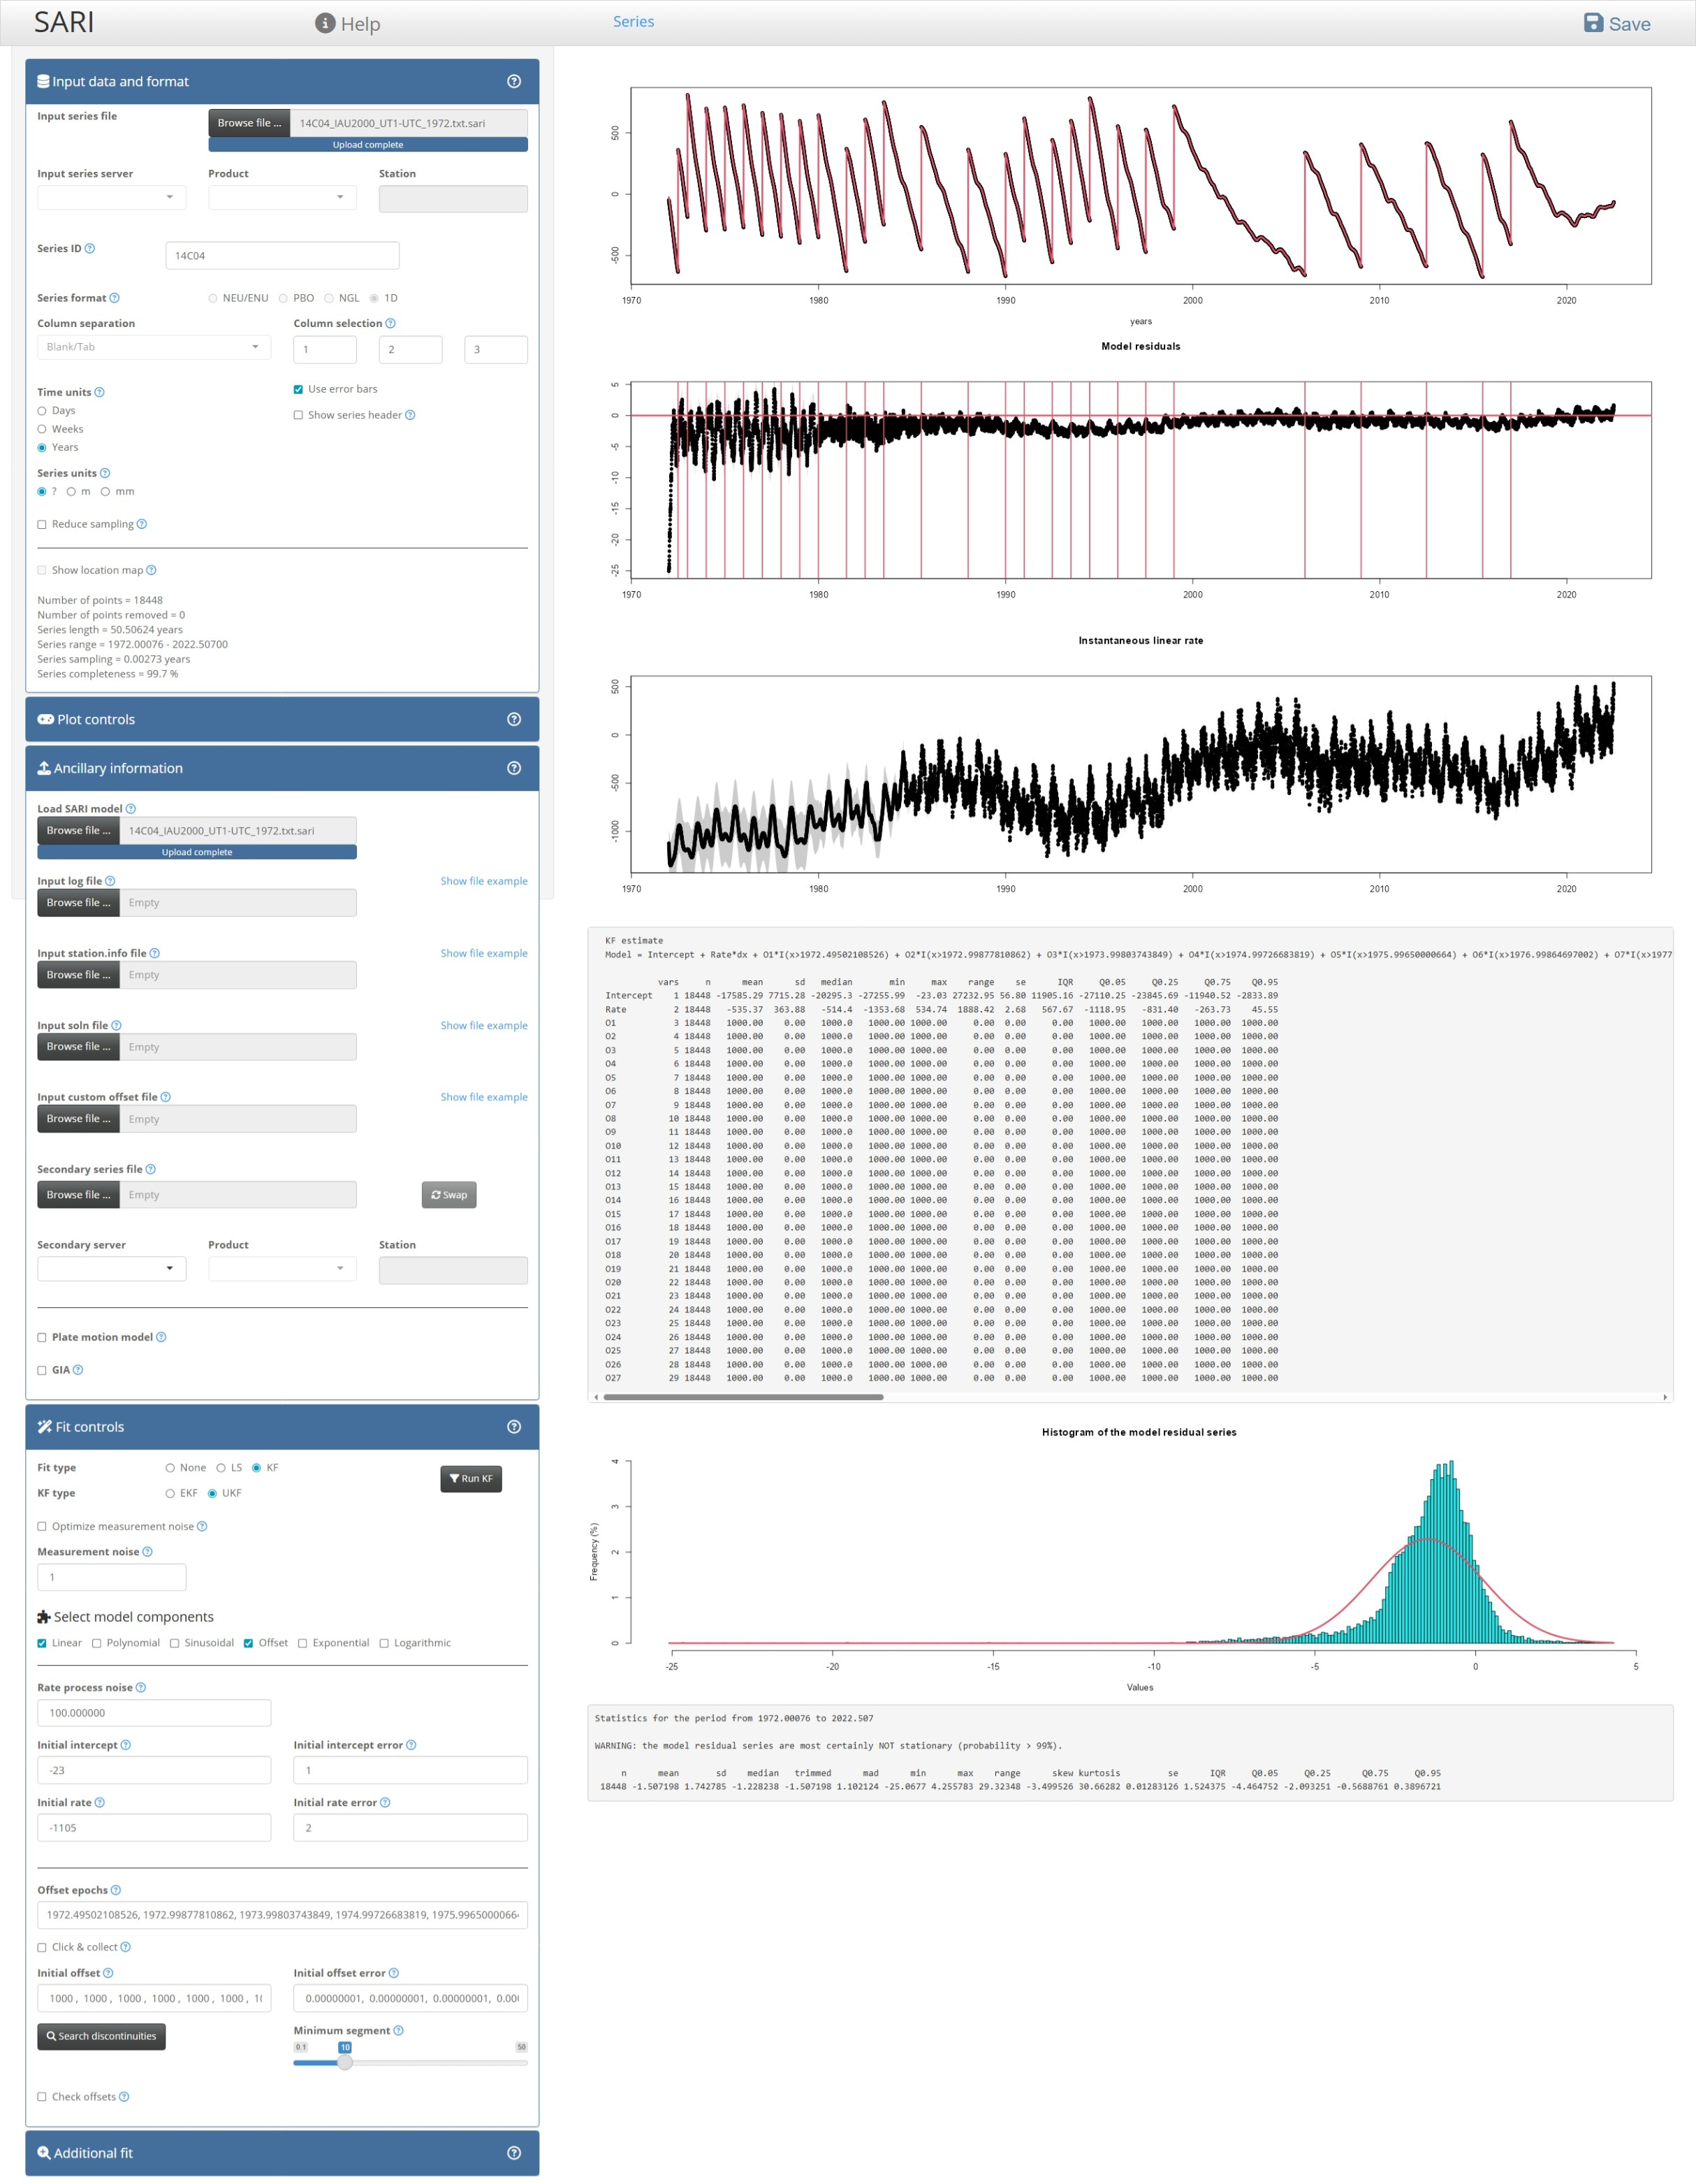 SARI
Help
Series
Save
Input data and format
Input series file
Browse file ...
14C04_IAU2000_UT1-UTC_1972.txt.sari
Upload complete
Input series server
Product
Station
Series ID
14C04
Series format
NEU/ENU
PBO
NGL
1D
Column separation
Column selection
Blank/Tab
1
2
3
Time units
Use error bars
Days
Show series header
Weeks
Years
Series units
?
m
mm
Reduce sampling
Show location map
Number of points = 18448
Number of points removed = 0
Series length = 50.50624 years
Series range = 1972.00076 - 2022.50700
Series sampling = 0.00273 years
Series completeness = 99.7 %
Plot controls
Ancillary information
Load SARI model
Browse file ...
14C04_IAU2000_UT1-UTC_1972.txt.sari
Upload complete
Input log file
Show file example
Browse file ...
Empty
Input station.info file
Show file example
Browse file ...
Empty
Input soln file
Show file example
Browse file ...
Empty
Input custom offset file
Show file example
Browse file ...
Empty
Secondary series file
Browse file ...
Empty
Swap
Secondary server
Product
Station
Plate motion model
GIA
Fit controls
Fit type
None
LS
KF
Run KF
KF type
EKF
UKF
Optimize measurement noise
Measurement noise
1
Select model components
Linear
Polynomial
Sinusoidal
Offset
Exponential
Logarithmic
Rate process noise
100.000000
Initial intercept
Initial intercept error
-23
1
Initial rate
Initial rate error
-1105
2
Offset epochs
1972.49502108526, 1972.99877810862, 1973.99803743849, 1974.99726683819, 1975.9965000066
Click & collect
Initial offset
Initial offset error
1000 , 1000 , 1000 , 1000 , 1000 , 1000 , 1(
0.00000001, 0.00000001, 0.00000001, 0.00(
Search discontinuities
Minimum segment
0.1
10
50
Check offsets
Additional fit
500
0
-500
1970
1980
1990
2000
2010
2020
years
Model residuals
5
0
-5
-10
-15
-20
-25
1970
1980
1990
2000
2010
2020
Instantaneous linear rate
500
0
-500
-1000
1970
1980
1990
2000
2010
2020
KF estimate
Model = Intercept + Rate*dx + O1*I(x>1972.49502108526) + O2*I(x>1972.99877810862) + O3*I(x>1973.99803743849) + O4*I(x>1974.99726683819) + O5*I(x>1975.99650000664) + O6*I(x>1976.99864697002) + O7*I(x>1977
vars n mean sd median min max range se IQR Q0.05 Q0.25 Q0.75 Q0.95
Intercept 1 18448 -17585.29 7715.28 -20295.3 -27255.99 -23.03 27232.95 56.80 11905.16 -27110.25 -23845.69 -11940.52 -2833.89
Rate 2 18448 -535.37 363.88 -514.4 -1353.68 534.74 1888.42 2.68 567.67 -1118.95 -831.40 -263.73 45.55
O1 3 18448 1000.00 0.00 1000.0 1000.00 1000.00 0.00 0.00 0.00 1000.00 1000.00 1000.00 1000.00
O2 4 18448 1000.00 0.00 1000.0 1000.00 1000.00 0.00 0.00 0.00 1000.00 1000.00 1000.00 1000.00
O3 5 18448 1000.00 0.00 1000.0 1000.00 1000.00 0.00 0.00 0.00 1000.00 1000.00 1000.00 1000.00
O4 6 18448 1000.00 0.00 1000.0 1000.00 1000.00 0.00 0.00 0.00 1000.00 1000.00 1000.00 1000.00
O5 7 18448 1000.00 0.00 1000.0 1000.00 1000.00 0.00 0.00 0.00 1000.00 1000.00 1000.00 1000.00
O6 8 18448 1000.00 0.00 1000.0 1000.00 1000.00 0.00 0.00 0.00 1000.00 1000.00 1000.00 1000.00
O7 9 18448 1000.00 0.00 1000.0 1000.00 1000.00 0.00 0.00 0.00 1000.00 1000.00 1000.00 1000.00
O8 10 18448 1000.00 0.00 1000.0 1000.00 1000.00 0.00 0.00 0.00 1000.00 1000.00 1000.00 1000.00
O9 11 18448 1000.00 0.00 1000.0 1000.00 1000.00 0.00 0.00 0.00 1000.00 1000.00 1000.00 1000.00
O10 12 18448 1000.00 0.00 1000.0 1000.00 1000.00 0.00 0.00 0.00 1000.00 1000.00 1000.00 1000.00
O11 13 18448 1000.00 0.00 1000.0 1000.00 1000.00 0.00 0.00 0.00 1000.00 1000.00 1000.00 1000.00
O12 14 18448 1000.00 0.00 1000.0 1000.00 1000.00 0.00 0.00 0.00 1000.00 1000.00 1000.00 1000.00
O13 15 18448 1000.00 0.00 1000.0 1000.00 1000.00 0.00 0.00 0.00 1000.00 1000.00 1000.00 1000.00
O14 16 18448 1000.00 0.00 1000.0 1000.00 1000.00 0.00 0.00 0.00 1000.00 1000.00 1000.00 1000.00
O15 17 18448 1000.00 0.00 1000.0 1000.00 1000.00 0.00 0.00 0.00 1000.00 1000.00 1000.00 1000.00
O16 18 18448 1000.00 0.00 1000.0 1000.00 1000.00 0.00 0.00 0.00 1000.00 1000.00 1000.00 1000.00
O17 19 18448 1000.00 0.00 1000.0 1000.00 1000.00 0.00 0.00 0.00 1000.00 1000.00 1000.00 1000.00
O18 20 18448 1000.00 0.00 1000.0 1000.00 1000.00 0.00 0.00 0.00 1000.00 1000.00 1000.00 1000.00
O19 21 18448 1000.00 0.00 1000.0 1000.00 1000.00 0.00 0.00 0.00 1000.00 1000.00 1000.00 1000.00
O20 22 18448 1000.00 0.00 1000.0 1000.00 1000.00 0.00 0.00 0.00 1000.00 1000.00 1000.00 1000.00
O21 23 18448 1000.00 0.00 1000.0 1000.00 1000.00 0.00 0.00 0.00 1000.00 1000.00 1000.00 1000.00
O22 24 18448 1000.00 0.00 1000.0 1000.00 1000.00 0.00 0.00 0.00 1000.00 1000.00 1000.00 1000.00
O23 25 18448 1000.00 0.00 1000.0 1000.00 1000.00 0.00 0.00 0.00 1000.00 1000.00 1000.00 1000.00
O24 26 18448 1000.00 0.00 1000.0 1000.00 1000.00 0.00 0.00 0.00 1000.00 1000.00 1000.00 1000.00
O25 27 18448 1000.00 0.00 1000.0 1000.00 1000.00 0.00 0.00 0.00 1000.00 1000.00 1000.00 1000.00
O26 28 18448 1000.00 0.00 1000.0 1000.00 1000.00 0.00 0.00 0.00 1000.00 1000.00 1000.00 1000.00
O27 29 18448 1000.00 0.00 1000.0 1000.00 1000.00 0.00 0.00 0.00 1000.00 1000.00 1000.00 1000.00
Histogram of the model residual series
Frequency (%)
4
3
2
1
0
-25
-20
-15
-10
-5
0
5
Values
Statistics for the period from 1972.00076 to 2022.507
WARNING: the model residual series are most certainly NOT stationary (probability > 99%).
n mean sd median trimmed mad min max range skew kurtosis se IQR Q0.05 Q0.25 Q0.75 Q0.95
18448 -1.507198 1.742785 -1.228238 -1.507198 1.102124 -25.0677 4.255783 29.32348 -3.499526 30.66282 0.01283126 1.524375 -4.464752 -2.093251 -0.5688761 0.3896721